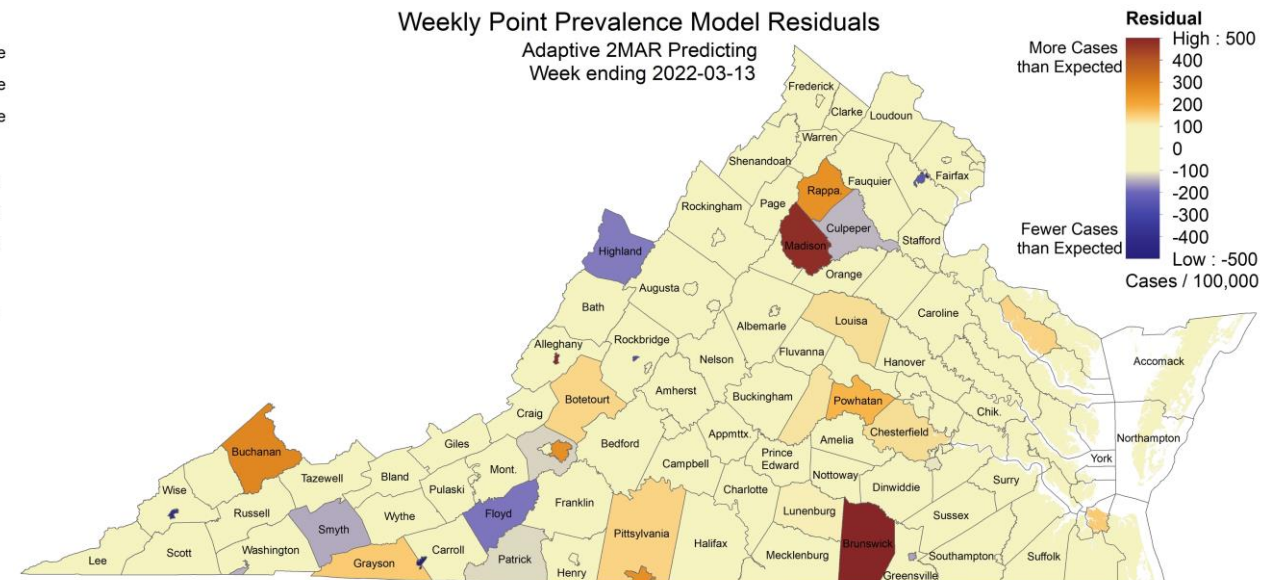 Weekly Point Prevalence Model Residuals
Adaptive 2MAR Predicting
Week ending 2022-03-13
e
e
e
Residual
More Cases
than Expected
High : 500
400
300
200
100
0
-100
-200
-300
-400
Low : -500
Fewer Cases
than Expected
Cases / 100,000
Frederick
Clarke
Loudoun
Warren
Shenandoah
Fairfax
Fauquier
Rappa.
Page
Rockingham
Culpeper
Stafford
Madison
Highland
Orange
Augusta
Bath
Louisa
Caroline
Albemarle
Rockbridge
Alleghany
Fluvanna
Nelson
Hanover
Accomack
Amherst
Buckingham
Botetourt
Powhatan
Chik.
Craig
Chesterfield
Appmttx.
Amelia
Northampton
Giles
Bedford
Buchanan
Prince
Edward
York
Campbell
Mont.
Tazewell
Bland
Nottoway
Surry
Pulaski
Charlotte
Dinwiddie
Wise
Franklin
Russell
Floyd
Wythe
Lunenburg
Sussex
Smyth
Pittsylvania
Halifax
Brunswick
Washington
Carroll
Mecklenburg
Southampton
Suffolk
Scott
Lee
Grayson
Patrick
Henry
Greensville